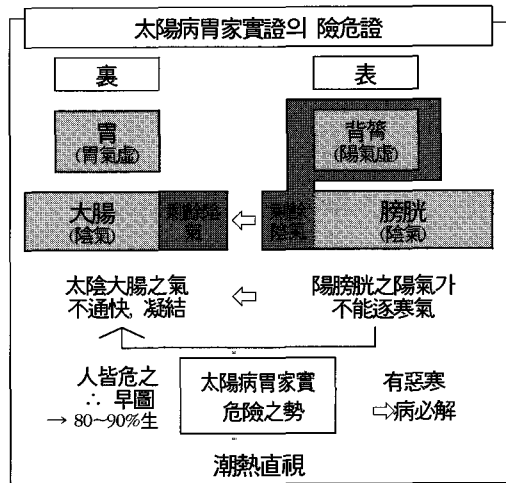 太陽病胃家實證의 險危證
裏
表
胃
(胃氣虛)
背膂
(陽氣虛)
大腸
(陰氣)
氣
陰氣
膀胱
(陰氣)
太陰大腸之氣
不通快, 凝結
陽膀胱之陽氣가
不能逐寒氣
人皆危之
∴ 早圖
→ 80~90%生
太陽病胃家實
危險之勢
有惡寒
⇨病必解
潮熱直視